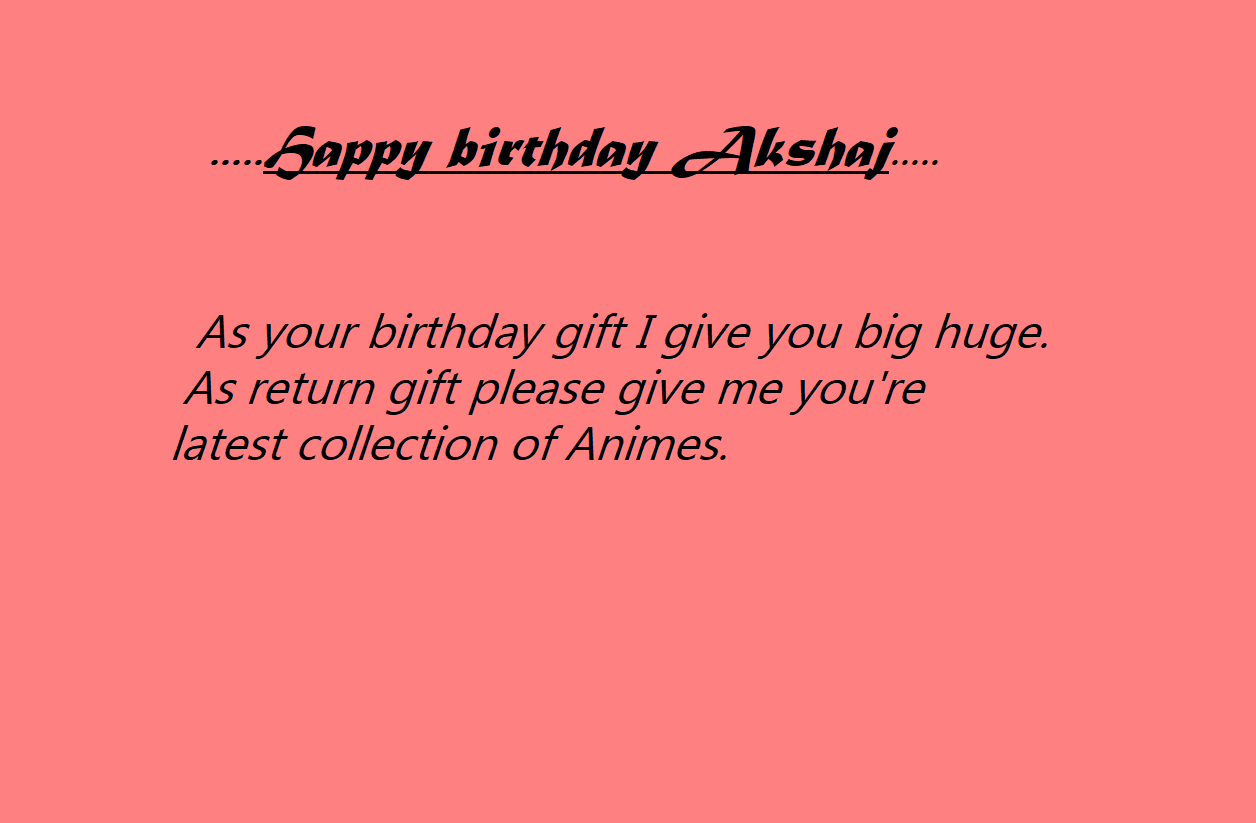 .....Happy birthday Akshaj.....
As your birthday gift I give you big huge.
As return gift please give me you're
latest collection of Animes.